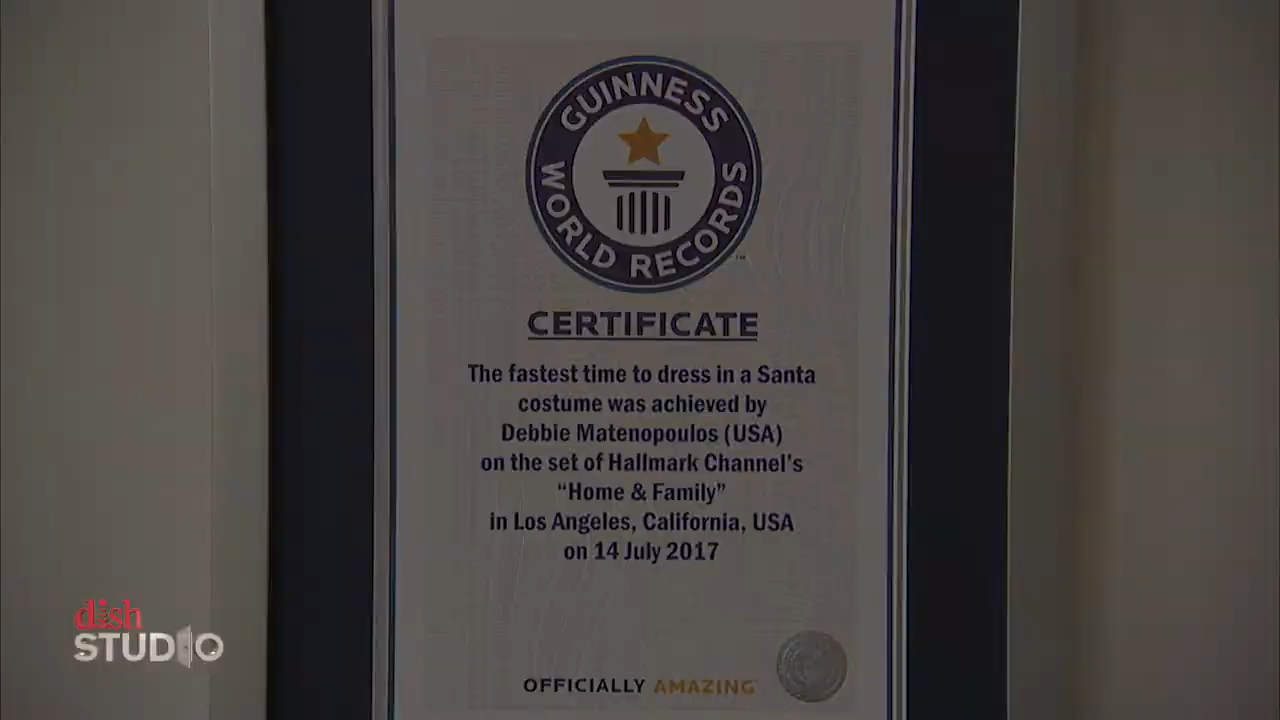 GUINNESS
WORLD RECORDS
™
CERTIFICATE
The fastest time to dress in a Santa
costume was achieved by
Debbie Matenopoulos (USA)
on the set of Hallmark Channel's
“Home & Family”
in Los Angeles, California, USA
on 14 July 2017
OFFICIALLY AMAZING
dish
STUDIO